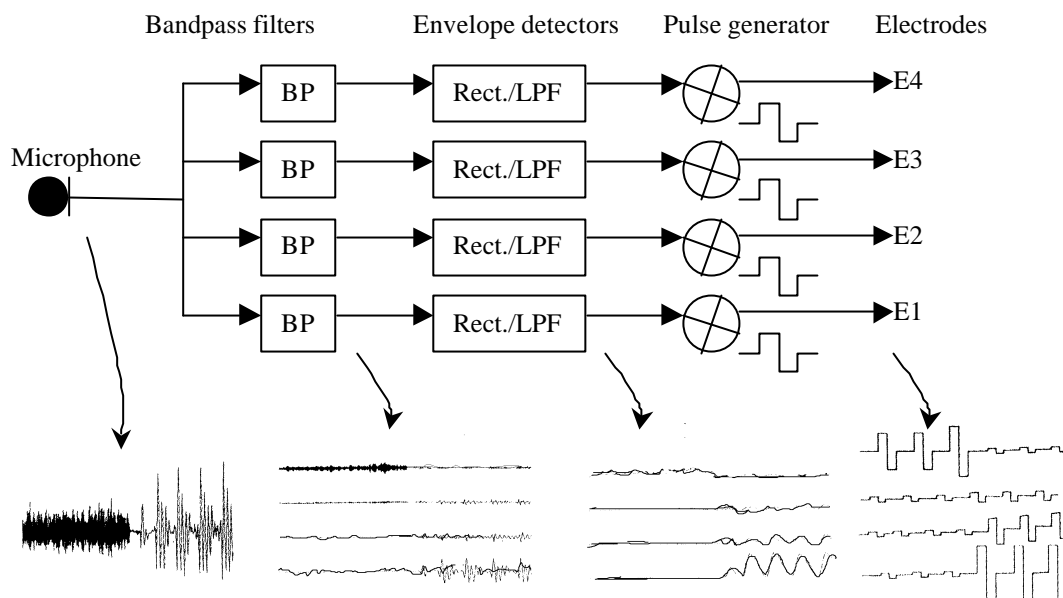 Bandpass filters Envelope detectors Pulse generator Electrodes
BP Rect./LPF E4
Microphone
BP Rect./LPF E3
BP Rect./LPF E2
BP Rect./LPF E1